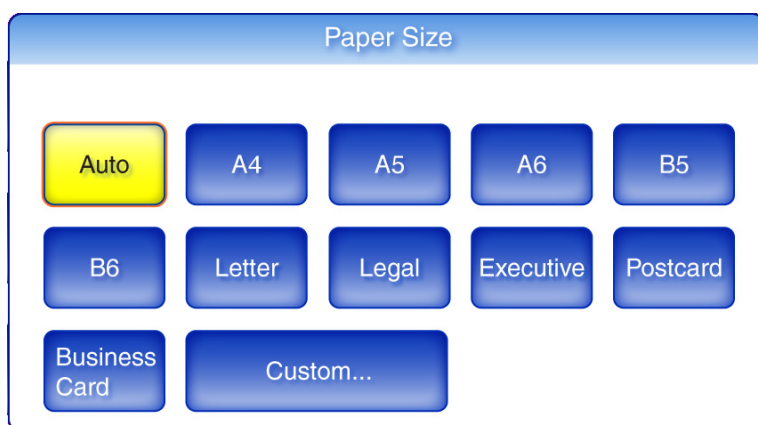 Paper Size
Auto
A4
A5
A6
B5
B6
Letter
Legal
Executive
Postcard
Business
Card
Custom...